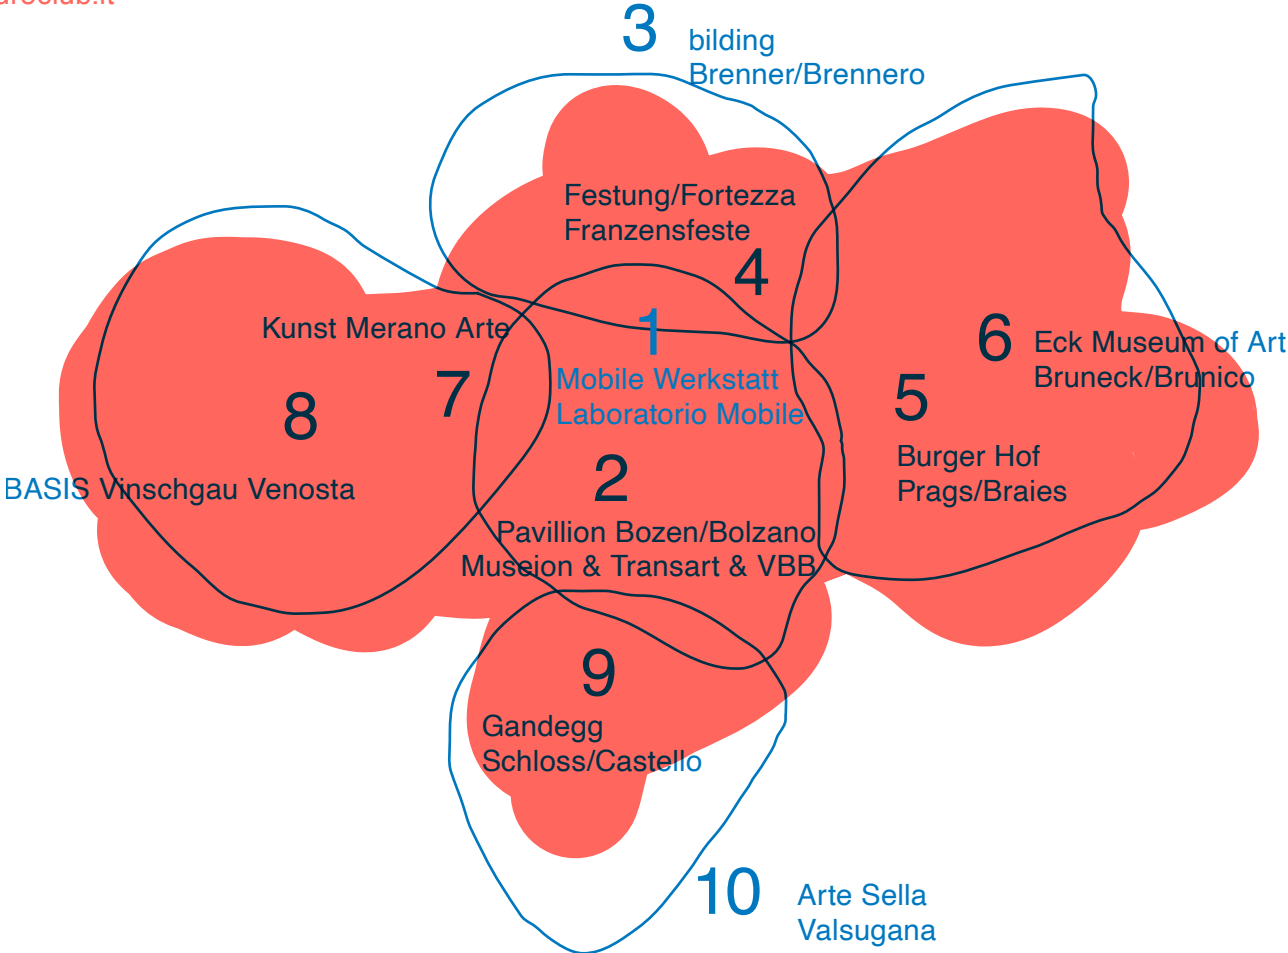 3
bilding
Brenner/Brennero
Festung/Fortezza
Franzensfeste
4
1
Mobile Werkstatt
Laboratorio Mobile
Kunst Merano Arte
7
8
BASIS Vinschgau Venosta
6
Eck Museum of Art
Bruneck/Brunico
5
Burger Hof
Prags/Braies
2
Pavillion Bozen/Bolzano
Museion & Transart & VBB
9
Gandegg
Schloss/Castello
10
Arte Sella
Valsugana